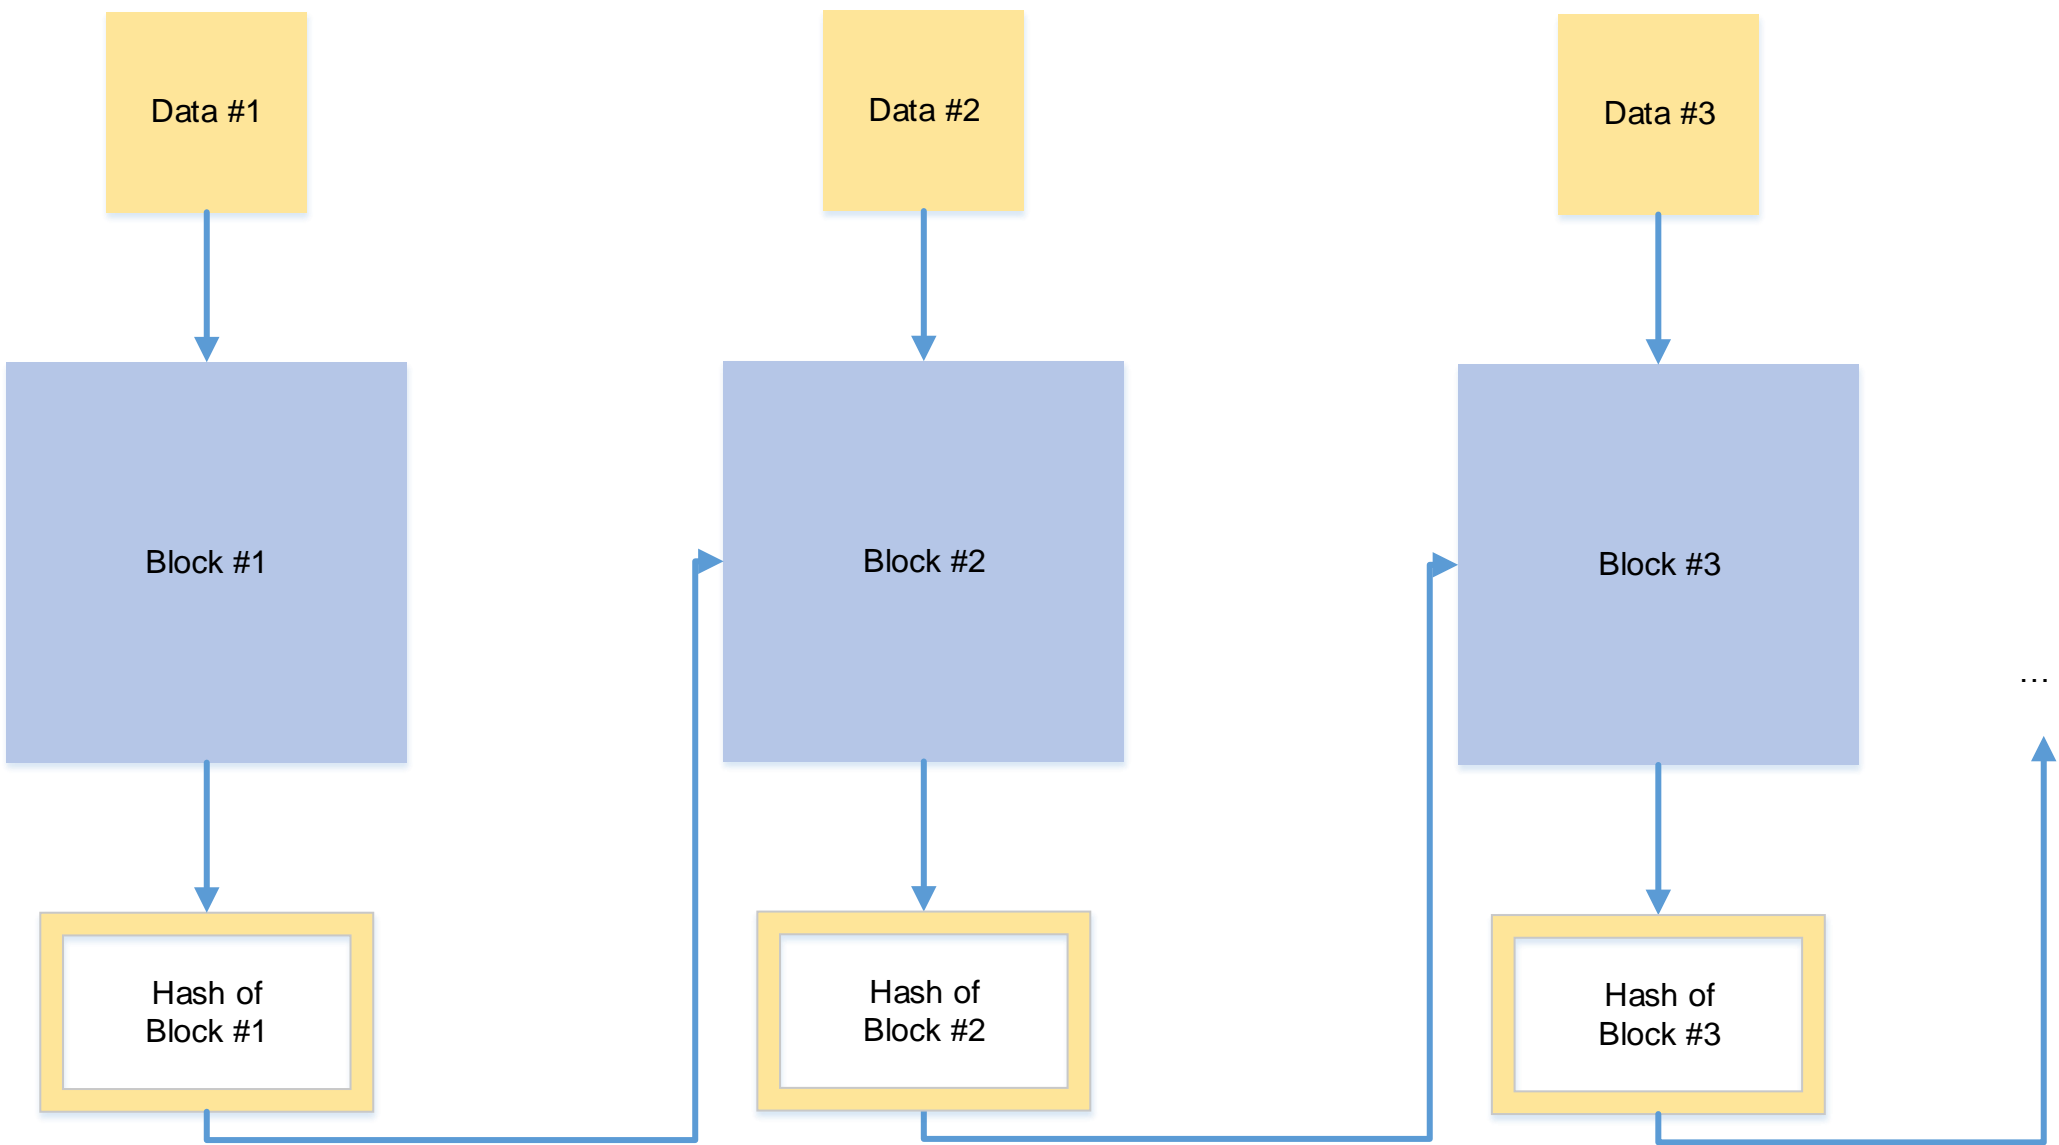 Data #1
Data #2
Data #3
Block #1
Block #2
Block #3
...
Hash of
Block #1
Hash of
Block #2
Hash of
Block #3